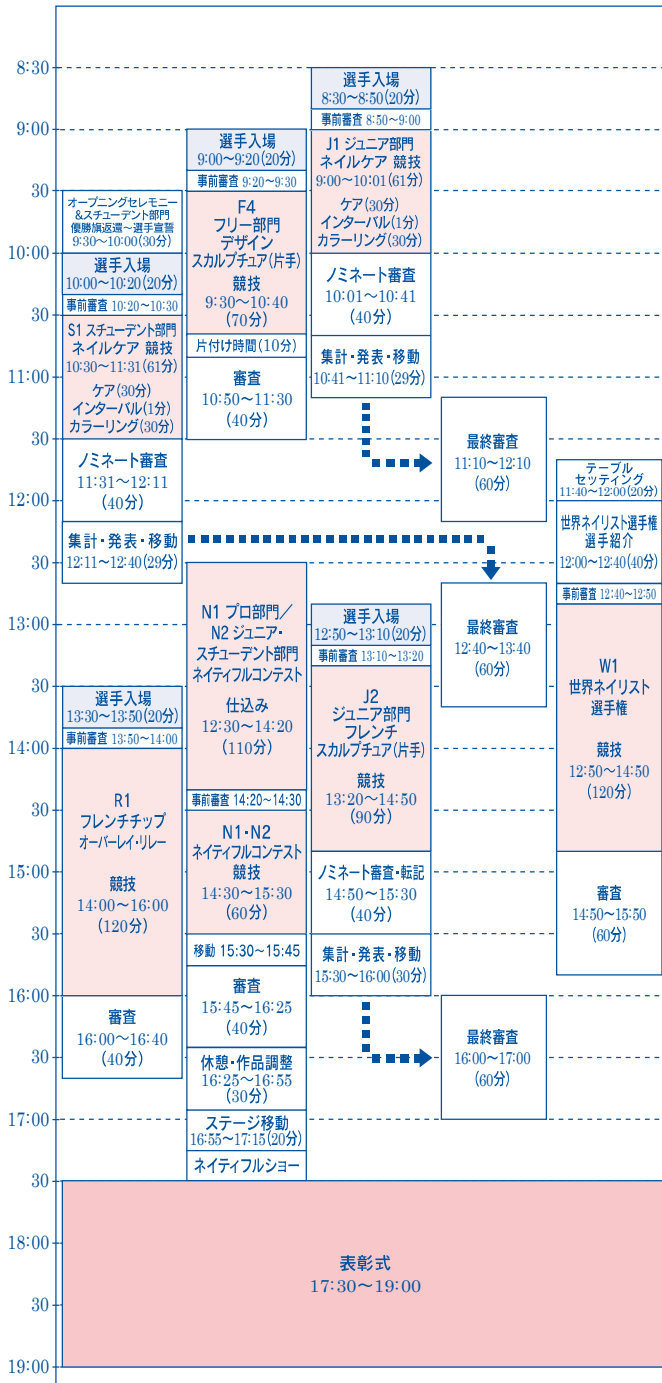 8:30
9:00
30
10:00
30
11:00
30
12:00
30
13:00
30
14:00
30
15:00
30
16:00
30
17:00
30
18:00
30
19:00
オープニングセレモニー
&スチューデント部門
優勝旗返還～選手宣誓
9:30～10:00(30分)
選手入場
10:00～10:20(20分)
事前審査 10:20～10:30
S1 スチューデント部門
ネイルケア 競技
10:30～11:31(61分)
ケア(30分)
インターバル(1分)
カラーリング(30分)
ノミネート審査
11:31～12:11
(40分)
集計・発表・移動
12:11～12:40(29分)
選手入場
13:30～13:50(20分)
事前審査 13:50～14:00
R1
フレンチチップ
オーバーレイ・リレー
競技
14:00～16:00
(120分)
審査
16:00～16:40
(40分)
選手入場
9:00～9:20(20分)
事前審査 9:20～9:30
F4
フリー部門
デザイン
スカルプチュア(片手)
競技
9:30～10:40
(70分)
片付け時間(10分)
審査
10:50～11:30
(40分)
N1 プロ部門／
N2 ジュニア・
スチューデント部門
ネイティフルコンテスト
仕込み
12:30～14:20
(110分)
事前審査 14:20～14:30
N1・N2
ネイティフルコンテスト
競技
14:30～15:30
(60分)
移動 15:30～15:45
審査
15:45～16:25
(40分)
休憩・作品調整
16:25～16:55
(30分)
ステージ移動
16:55～17:15(20分)
ネイティフルショー
選手入場
8:30～8:50(20分)
事前審査 8:50～9:00
J1 ジュニア部門
ネイルケア 競技
9:00～10:01(61分)
ケア(30分)
インターバル(1分)
カラーリング(30分)
ノミネート審査
10:01～10:41
(40分)
集計・発表・移動
10:41～11:10(29分)
選手入場
12:50～13:10(20分)
事前審査 13:10～13:20
J2
ジュニア部門
フレンチ
スカルプチュア(片手)
競技
13:20～14:50
(90分)
ノミネート審査・転記
14:50～15:30
(40分)
集計・発表・移動
15:30～16:00(30分)
最終審査
11:10～12:10
(60分)
最終審査
12:40～13:40
(60分)
最終審査
16:00～17:00
(60分)
テーブル
セッティング
11:40～12:00(20分)
世界ネイリスト選手権
選手紹介
12:00～12:40(40分)
事前審査 12:40～12:50
W1
世界ネイリスト
選手権
競技
12:50～14:50
(120分)
審査
14:50～15:50
(60分)
表彰式
17:30～19:00